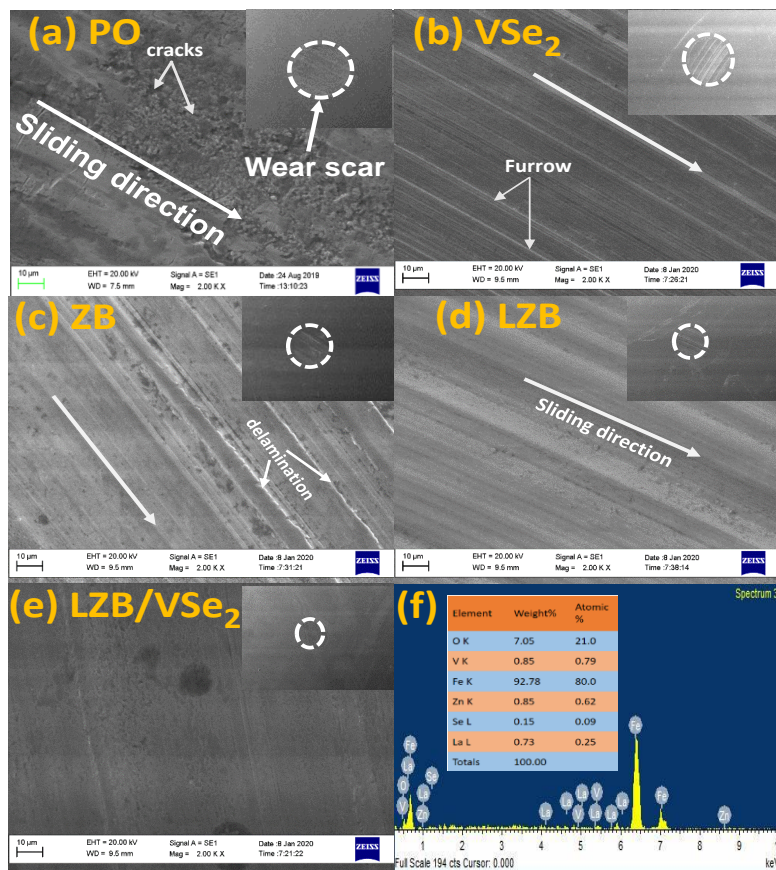 (a) PO
cracks
Sliding direction
Wear scar
10 µm
EHT = 20.00 kV Signal A = SE1 Date :24 Aug 2019
WD = 7.5 mm Mag = 2.00 K X Time :13:10:23
ZEISS
(b) VSe2
Furrow
10 µm
EHT = 20.00 kV Signal A = SE1 Date :8 Jan 2020
WD = 9.5 mm Mag = 2.00 K X Time :7:26:21
ZEISS
(c) ZB
delamination
10 µm
EHT = 20.00 kV Signal A = SE1 Date :8 Jan 2020
WD = 9.5 mm Mag = 2.00 K X Time :7:31:21
ZEISS
(d) LZB
Sliding direction
10 µm
EHT = 20.00 kV Signal A = SE1 Date :8 Jan 2020
WD = 9.5 mm Mag = 2.00 K X Time :7:38:14
ZEISS
(e) LZB/VSe2
10 µm
EHT = 20.00 kV Signal A = SE1 Date :8 Jan 2020
WD = 9.5 mm Mag = 2.00 K X Time :7:21:22
ZEISS
(f)
Spectrum 3
Element Weight% Atomic
%
O K 7.05 21.0
V K 0.85 0.79
Fe K 92.78 80.0
Zn K 0.85 0.62
Se L 0.15 0.09
La L 0.73 0.25
Totals 100.00
Fe
Fe
La
Se
O
La
V
Zn
La
La
La
V
V
La
La
La
Fe
Zn
1 2 3 4 5 6 7 8 9
Full Scale 194 cts Cursor: 0.000
keV